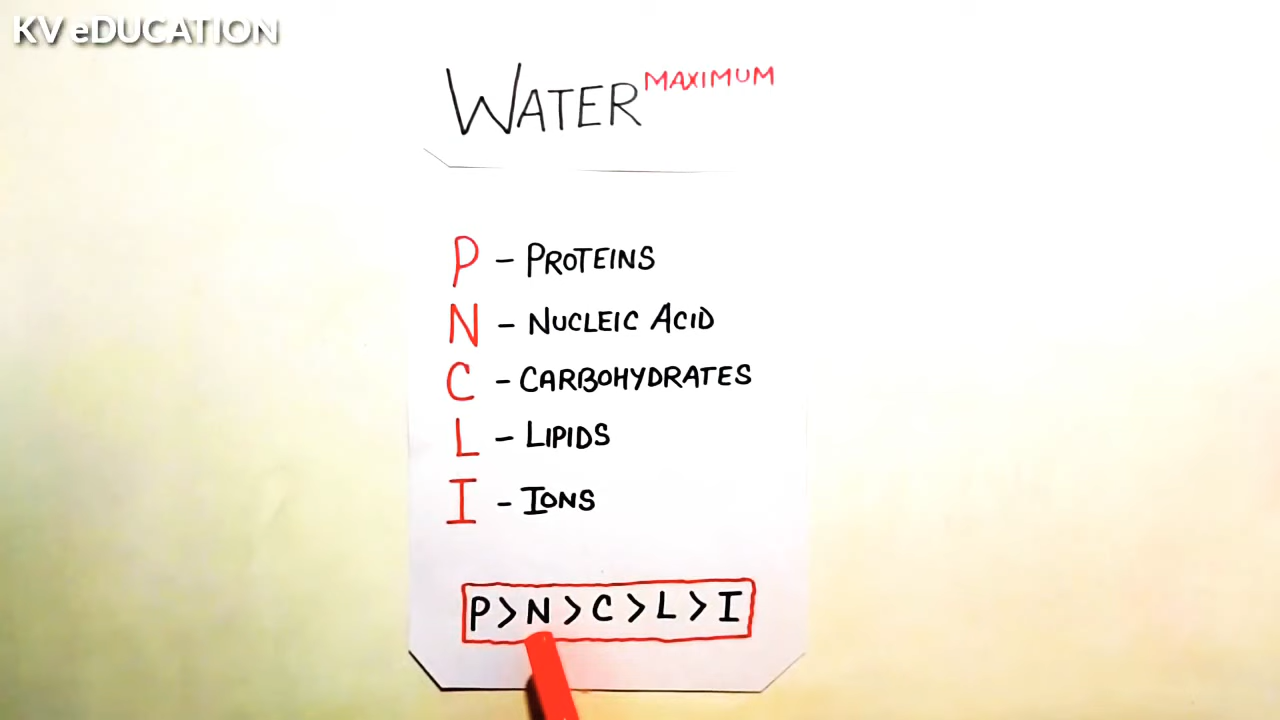 KV eDUCATION
WATER MAXIMUM
P - PROTEINS
N - NUCLEIC ACID
C - CARBOHYDRATES
L - LIPIDS
I - IONS
P > N > C > L > I